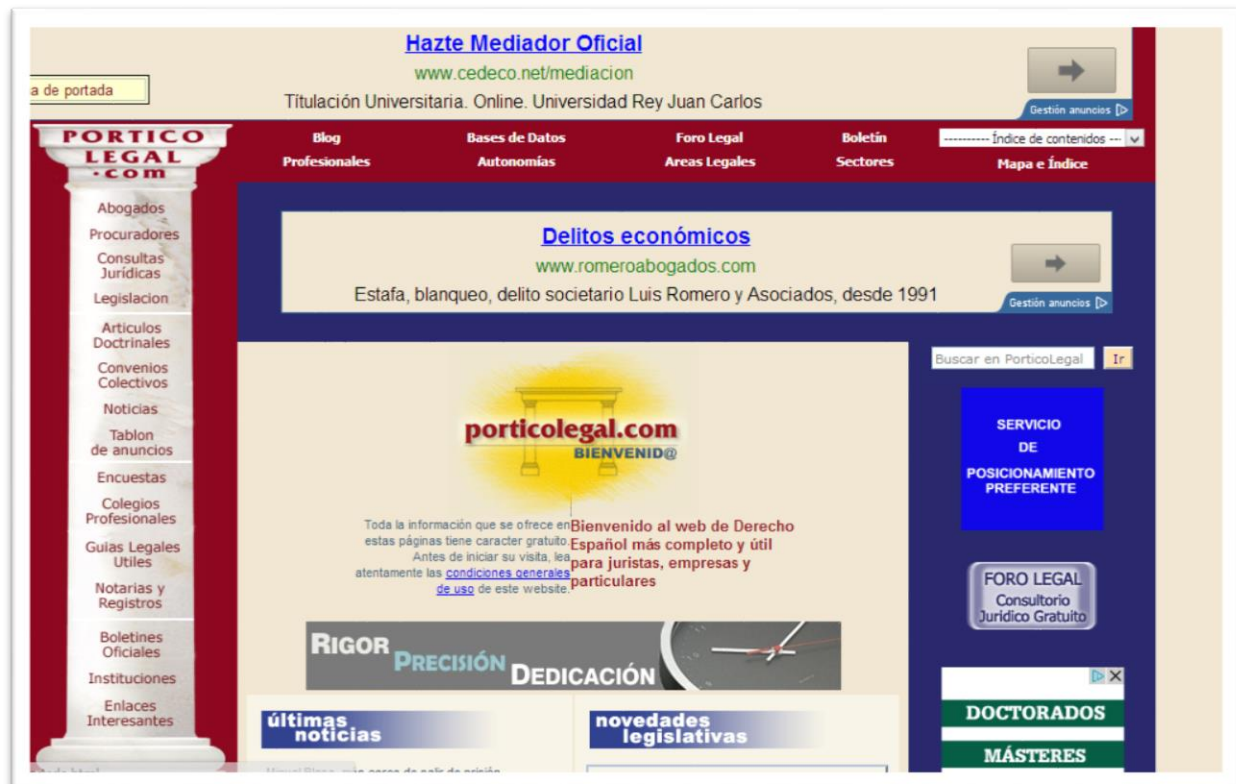 Hazte Mediador Oficial
www.cedeco.net/mediacion
Títulación Universitaria. Online. Universidad Rey Juan Carlos
Gestión anuncios
a de portada
PORTICO
LEGAL
·com
Blog
Bases de Datos
Foro Legal
Boletín
---------- Índice de contenidos ---
Profesionales
Autonomías
Areas Legales
Sectores
Mapa e Índice
Abogados
Procuradores
Consultas
Jurídicas
Legislacion
Articulos
Doctrinales
Convenios
Colectivos
Noticias
Tablon
de anuncios
Encuestas
Colegios
Profesionales
Guias Legales
Utiles
Notarias y
Registros
Boletines
Oficiales
Instituciones
Enlaces
Interesantes
Delitos económicos
www.romeroabogados.com
Estafa, blanqueo, delito societario Luis Romero y Asociados, desde 1991
Gestión anuncios
porticolegal.com
BIENVENID@
Toda la información que se ofrece en
estas páginas tiene caracter gratuito.
Antes de iniciar su visita, lea
atentamente las condiciones generales
de uso de este website.
Bienvenido al web de Derecho
Español más completo y útil
para juristas, empresas y
particulares
RIGOR
PRECISIÓN
DEDICACIÓN
últimas
noticias
novedades
legislativas
Buscar en PorticoLegal
Ir
SERVICIO
DE
POSICIONAMIENTO
PREFERENTE
FORO LEGAL
Consultorio
Juridico Gratuito
DOCTORADOS
MÁSTERES